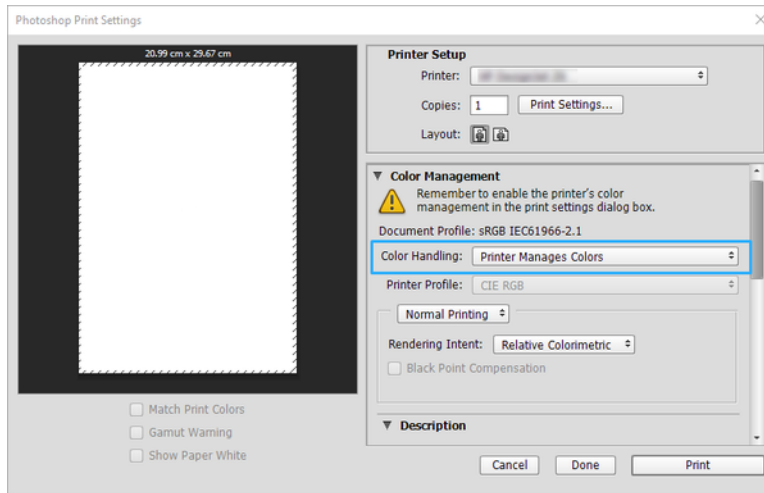 Photoshop Print Settings
20.99 cm x 29.67 cm
Match Print Colors
Gamut Warning
Show Paper White
Printer Setup
Printer:
Copies: 1 Print Settings...
Layout:
Color Management
Remember to enable the printer's color
management in the print settings dialog box.
Document Profile: sRGB IEC61966-2.1
Color Handling: Printer Manages Colors
Printer Profile: CIE RGB
Normal Printing
Rendering Intent: Relative Colorimetric
Black Point Compensation
Description
Cancel Done Print